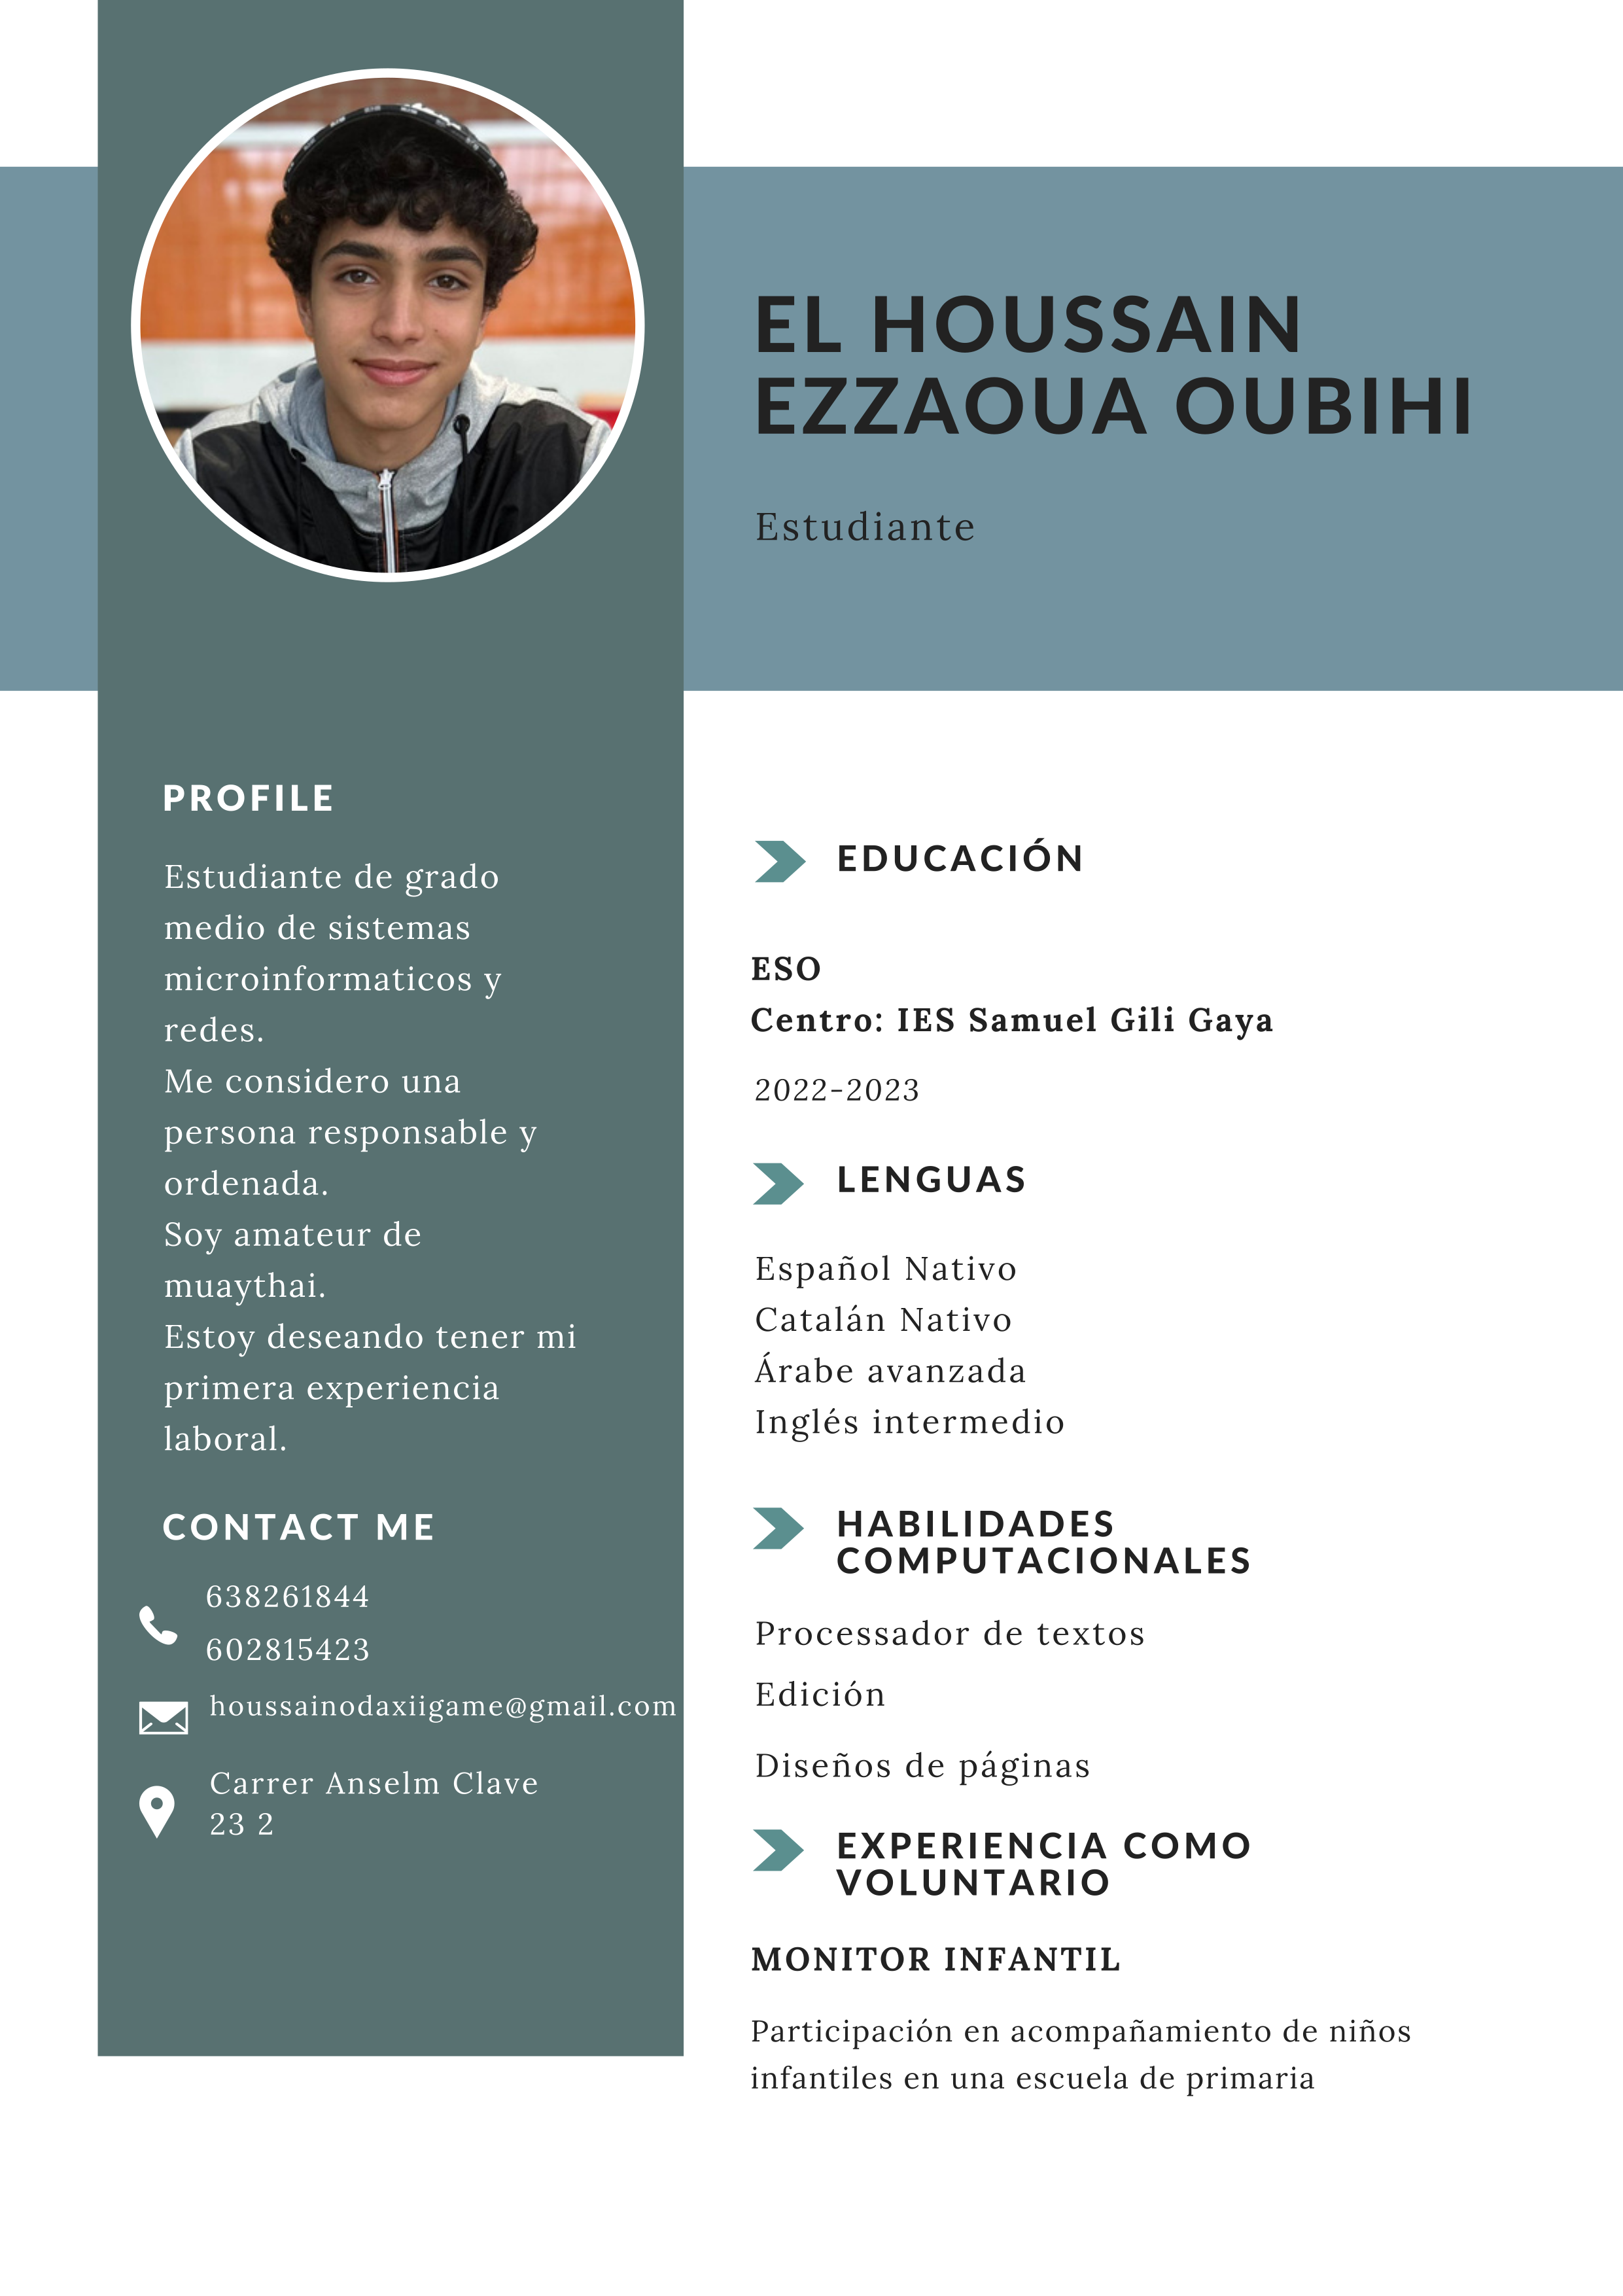 EL HOUSSAIN
EZZAOUA OUBIHI
Estudiante
PROFILE
Estudiante de grado
medio de sistemas
microinformaticos y
redes.
Me considero una
persona responsable y
ordenada.
Soy amateur de
muaythai.
Estoy deseando tener mi
primera experiencia
laboral.
CONTACT ME
638261844
602815423
houssainodaxiigame@gmail.com
Carrer Anselm Clave
23 2
EDUCACIÓN
ESO
Centro: IES Samuel Gili Gaya
2022-2023
LENGUAS
Español Nativo
Catalán Nativo
Árabe avanzada
Inglés intermedio
HABILIDADES
COMPUTACIONALES
Processador de textos
Edición
Diseños de páginas
EXPERIENCIA COMO
VOLUNTARIO
MONITOR INFANTIL
Participación en acompañamiento de niños
infantiles en una escuela de primaria